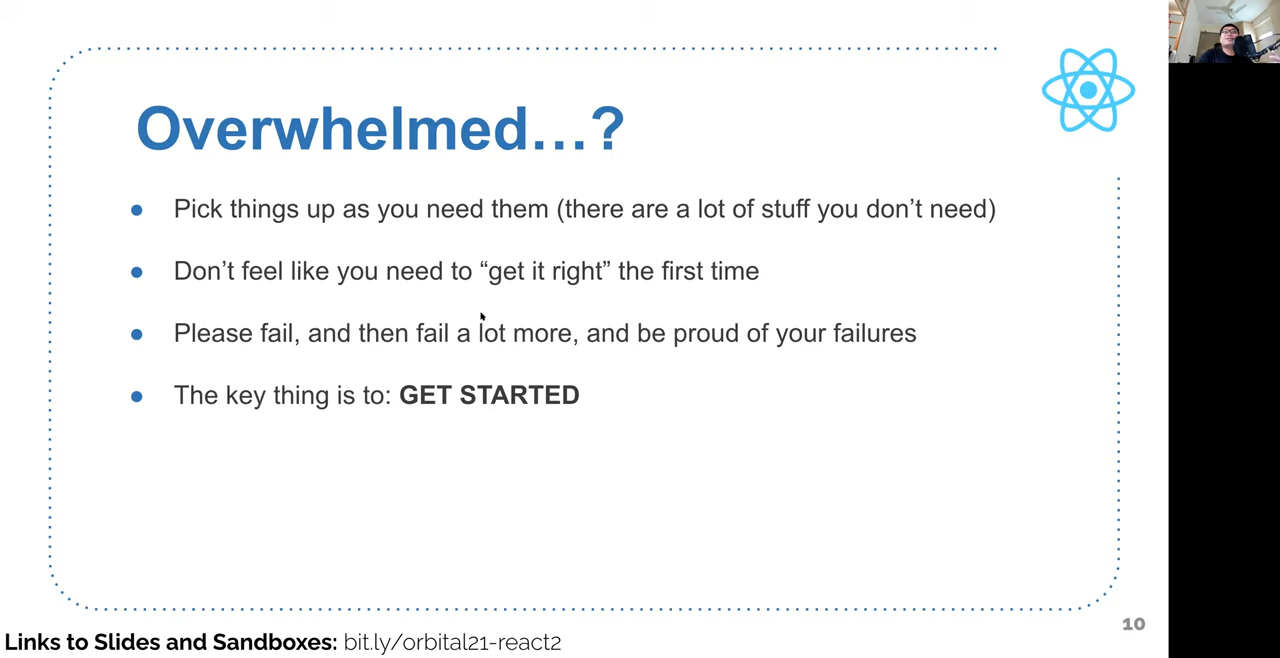 Overwhelmed…?
● Pick things up as you need them (there are a lot of stuff you don’t need)
● Don’t feel like you need to “get it right” the first time
● Please fail, and then fail a lot more, and be proud of your failures
● The key thing is to: GET STARTED
10
Links to Slides and Sandboxes: bit.ly/orbital21-react2